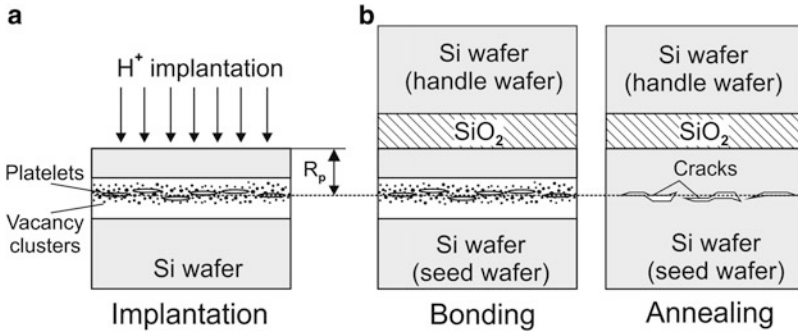 a
H+ implantation
Platelets
Vacancy
clusters
Rp
Si wafer
Implantation
b
Si wafer
(handle wafer)
SiO2
Si wafer
(seed wafer)
Bonding
Si wafer
(handle wafer)
SiO2
Cracks
Si wafer
(seed wafer)
Annealing